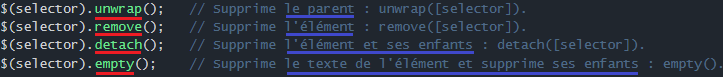 $(selector).unwrap();   // Supprime le parent : unwrap([selector]).
$(selector).remove();   // Supprime l'élément : remove([selector]).
$(selector).detach();   // Supprime l'élément et ses enfants : detach([selector]).
$(selector).empty();    // Supprime le texte de l'élément et supprime ses enfants : empty().